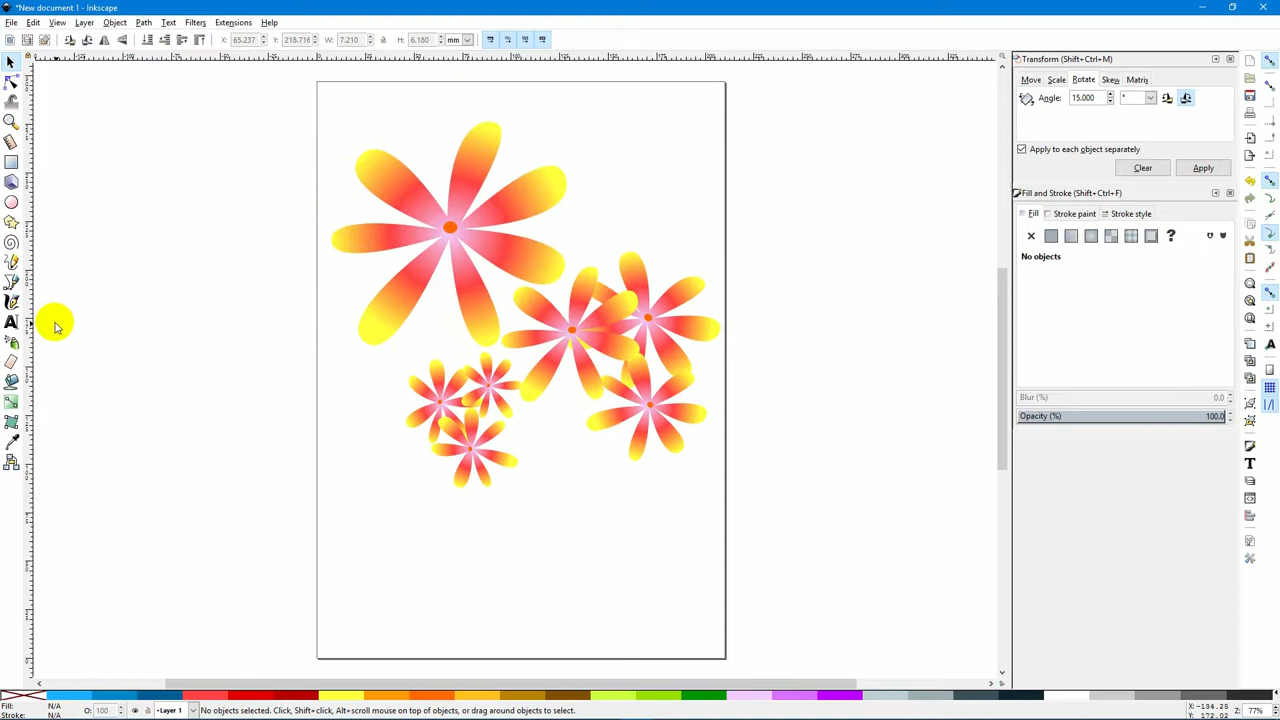 *New document 1 - Inkscape
File Edit View Layer Object Path Text Filters Extensions Help
X: 65.237 Y: 218.716 W: 7.210 H: 6.180 mm
Transform (Shift+Ctrl+M)
Move Scale Rotate Skew Matrix
Angle: 15.000 °
Apply to each object separately
Clear Apply
Fill and Stroke (Shift+Ctrl+F)
Fill Stroke paint Stroke style
No objects
Blur (%) 0.0
Opacity (%) 100.0
Fill: N/A O: 100 Layer 1 No objects selected. Click, Shift+click, Alt+scroll mouse on top of objects, or drag around objects to select. X: -134.25 Z: 77%
Stroke: N/A Y: 172.02